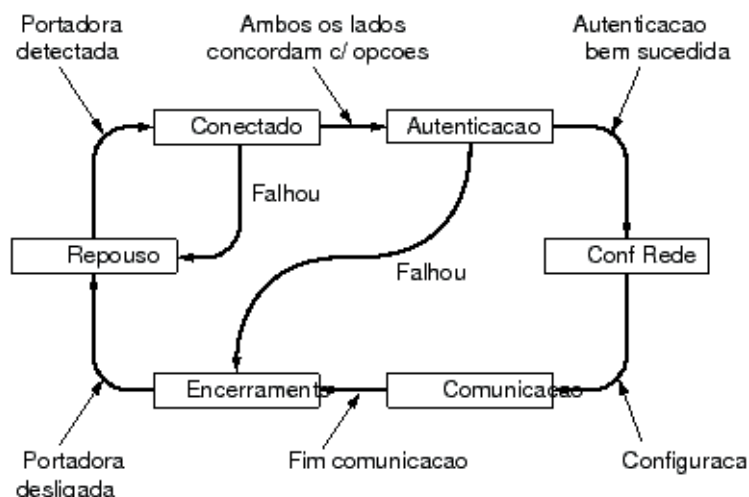 Portadora
detectada
Ambos os lados
concordam c/ opcoes
Autenticacao
bem sucedida
Conectado
Autenticacao
Falhou
Repouso
Falhou
Conf Rede
Encerramento
Comunicacao
Portadora
desligada
Fim comunicacao
Configuraca